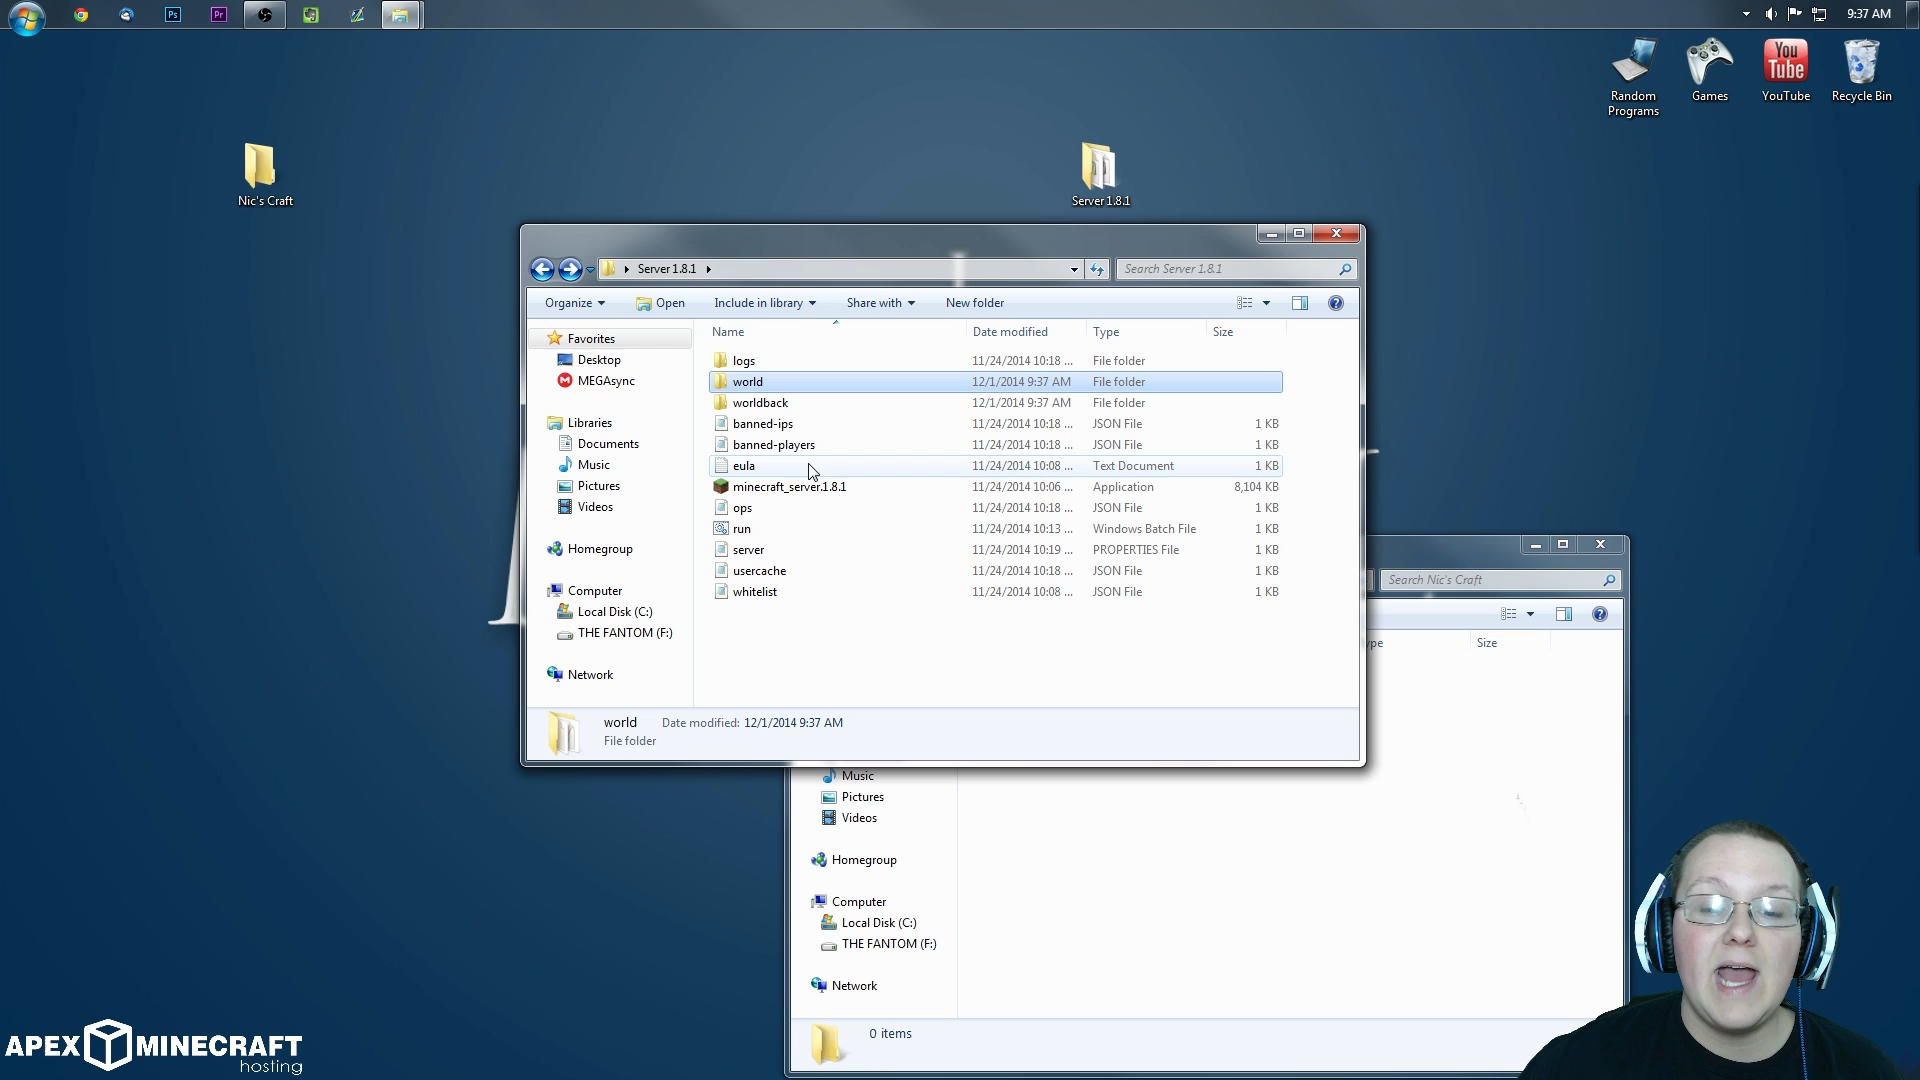 Ps
Pr
9:37 AM
Random
Programs
Games
You
Tube
YouTube
Recycle Bin
Nic's Craft
Server 1.8.1
Server 1.8.1
Search Server 1.8.1
Organize
Open
Include in library
Share with
New folder
Favorites
Desktop
MEGAsync
Libraries
Documents
Music
Pictures
Videos
Homegroup
Computer
Local Disk (C:)
THE FANTOM (F:)
Network
Name Date modified Type Size
logs 11/24/2014 10:18 ... File folder
world 12/1/2014 9:37 AM File folder
worldback 12/1/2014 9:37 AM File folder
banned-ips 11/24/2014 10:18 ... JSON File 1 KB
banned-players 11/24/2014 10:18 ... JSON File 1 KB
eula 11/24/2014 10:08 ... Text Document 1 KB
minecraft_server.1.8.1 11/24/2014 10:06 ... Application 8,104 KB
ops 11/24/2014 10:18 ... JSON File 1 KB
run 11/24/2014 10:13 ... Windows Batch File 1 KB
server 11/24/2014 10:19 ... PROPERTIES File 1 KB
usercache 11/24/2014 10:18 ... JSON File 1 KB
whitelist 11/24/2014 10:08 ... JSON File 1 KB
world Date modified: 12/1/2014 9:37 AM
File folder
Search Nic's Craft
ype Size
Music
Pictures
Videos
Homegroup
Computer
Local Disk (C:)
THE FANTOM (F:)
Network
0 items
APEX MINECRAFT
hosting